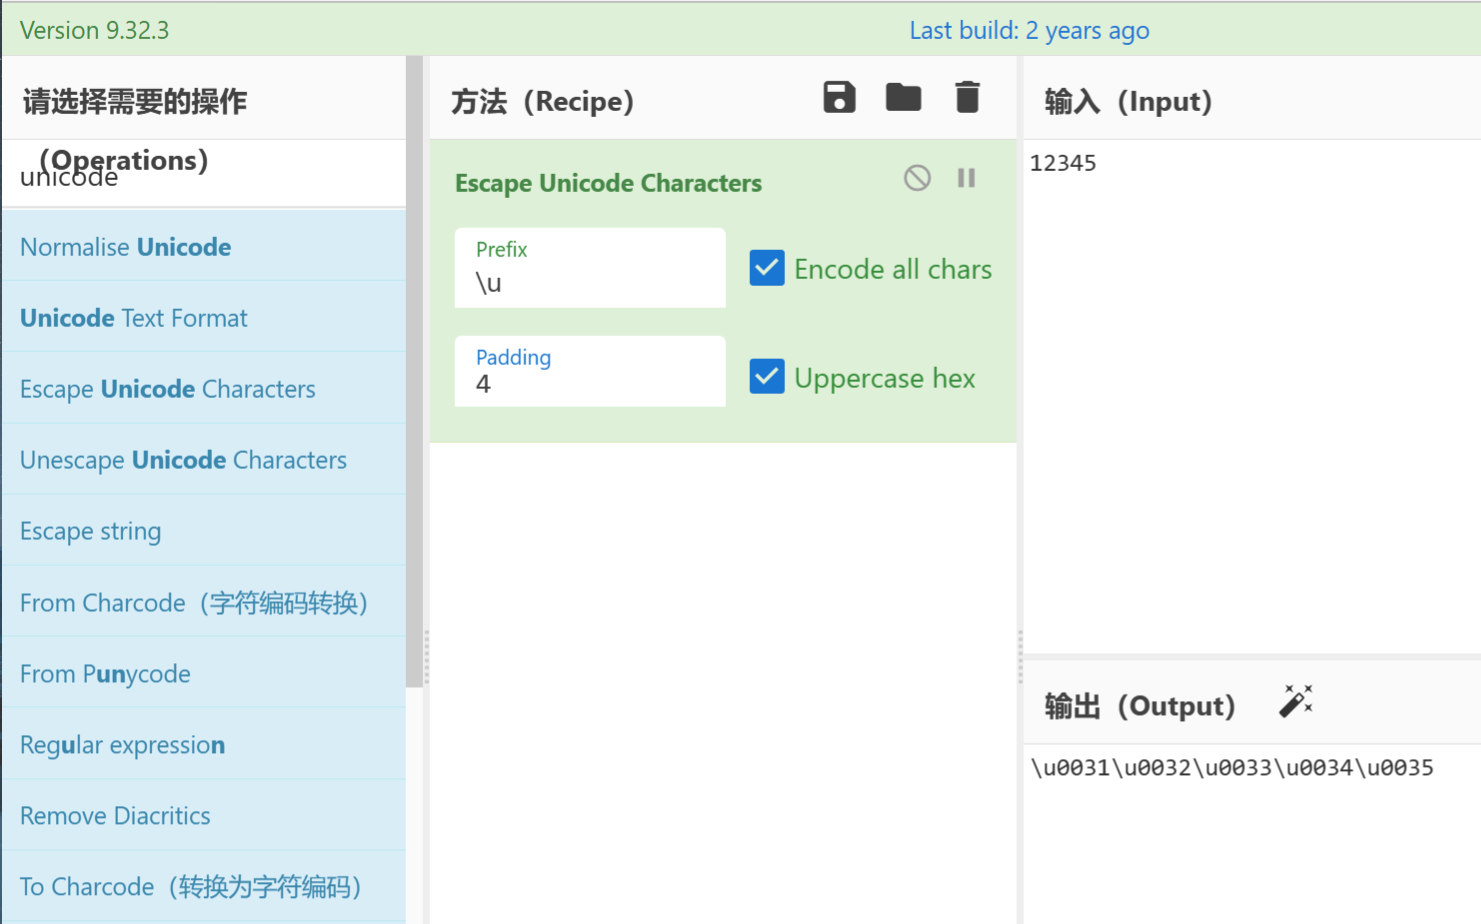 Version 9.32.3
Last build: 2 years ago
请选择需要的操作
（Operations）
unicode
Normalise Unicode
Unicode Text Format
Escape Unicode Characters
Unescape Unicode Characters
Escape string
From Charcode（字符编码转换）
From Punycode
Regular expression
Remove Diacritics
To Charcode（转换为字符编码）
方法（Recipe）
Escape Unicode Characters
Prefix
\u
Encode all chars
Padding
4
Uppercase hex
输入（Input）
12345
输出（Output）
\u0031\u0032\u0033\u0034\u0035